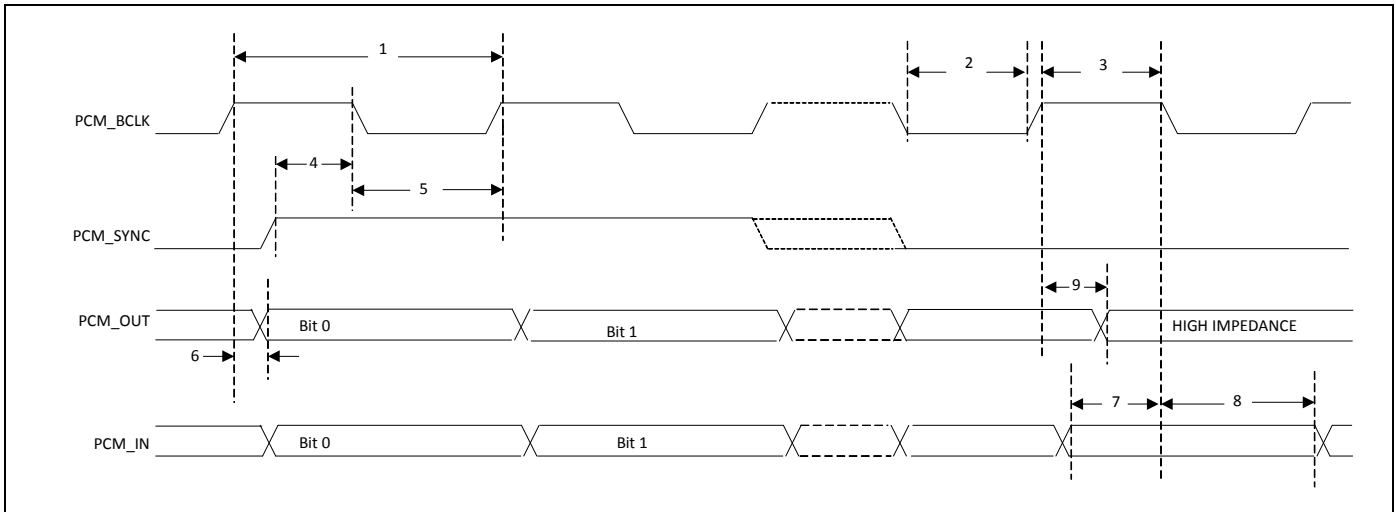 1
2
3
PCM_BCLK
4
5
PCM_SYNC
9
PCM_OUT
Bit 0
Bit 1
HIGH IMPEDANCE
6
7
8
PCM_IN
Bit 0
Bit 1